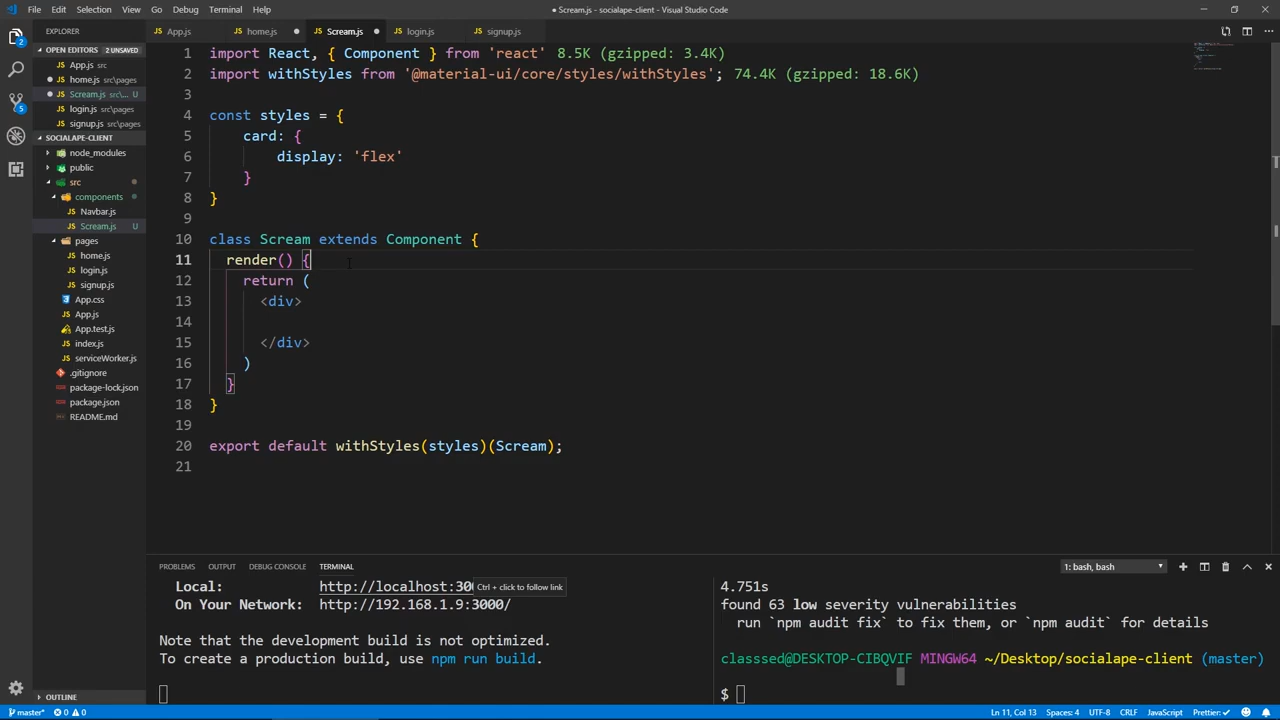 File Edit Selection View Go Debug Terminal Help
● Scream.js - socialape-client - Visual Studio Code
EXPLORER
App.js
home.js
Scream.js
login.js
signup.js
OPEN EDITORS 2 UNSAVED
App.js src
home.js src\pages
Scream.js src\... U
login.js src\pages
signup.js src\pages
SOCIALAPE-CLIENT
node_modules
public
src
components
Navbar.js
Scream.js U
pages
home.js
login.js
signup.js
App.css
App.js
App.test.js
index.js
serviceWorker.js
.gitignore
package-lock.json
package.json
README.md
OUTLINE
2
5
1 import React, { Component } from 'react' 8.5K (gzipped: 3.4K)
2 import withStyles from '@material-ui/core/styles/withStyles'; 74.4K (gzipped: 18.6K)
3
4 const styles = {
5 card: {
6 display: 'flex'
7 }
8 }
9
10 class Scream extends Component {
11 render() {
12 return (
13 <div>
14
15 </div>
16 )
17 }
18 }
19
20 export default withStyles(styles)(Scream);
21
PROBLEMS OUTPUT DEBUG CONSOLE TERMINAL
1: bash, bash
Local: http://localhost:300
Ctrl + click to follow link
On Your Network: http://192.168.1.9:3000/
Note that the development build is not optimized.
To create a production build, use npm run build.
4.751s
found 63 low severity vulnerabilities
run `npm audit fix` to fix them, or `npm audit` for details
classsed@DESKTOP-CIBQVIF MINGW64 ~/Desktop/socialape-client (master)
$
master* 0 0
Ln 11, Col 13 Spaces: 4 UTF-8 CRLF JavaScript Prettier: ✓